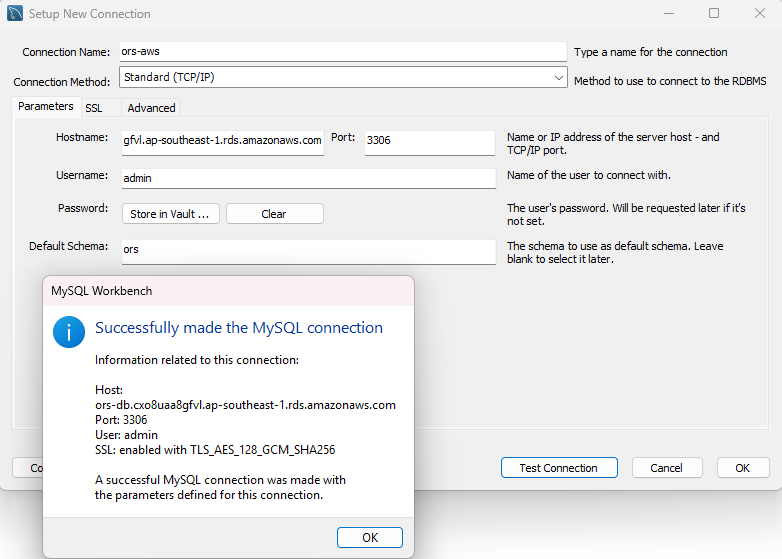 Setup New Connection
Connection Name: ors-aws Type a name for the connection
Connection Method: Standard (TCP/IP) Method to use to connect to the RDBMS
Parameters SSL Advanced
Hostname: gfvl.ap-southeast-1.rds.amazonaws.com Port: 3306 Name or IP address of the server host - and
TCP/IP port.
Username: admin Name of the user to connect with.
Password: Store in Vault ... Clear The user's password. Will be requested later if it's
not set.
Default Schema: ors The schema to use as default schema. Leave
blank to select it later.
MySQL Workbench
Successfully made the MySQL connection
Information related to this connection:
Host:
ors-db.cxo8uaa8gfvl.ap-southeast-1.rds.amazonaws.com
Port: 3306
User: admin
SSL: enabled with TLS_AES_128_GCM_SHA256
A successful MySQL connection was made with
the parameters defined for this connection.
OK
Co
Test Connection Cancel OK